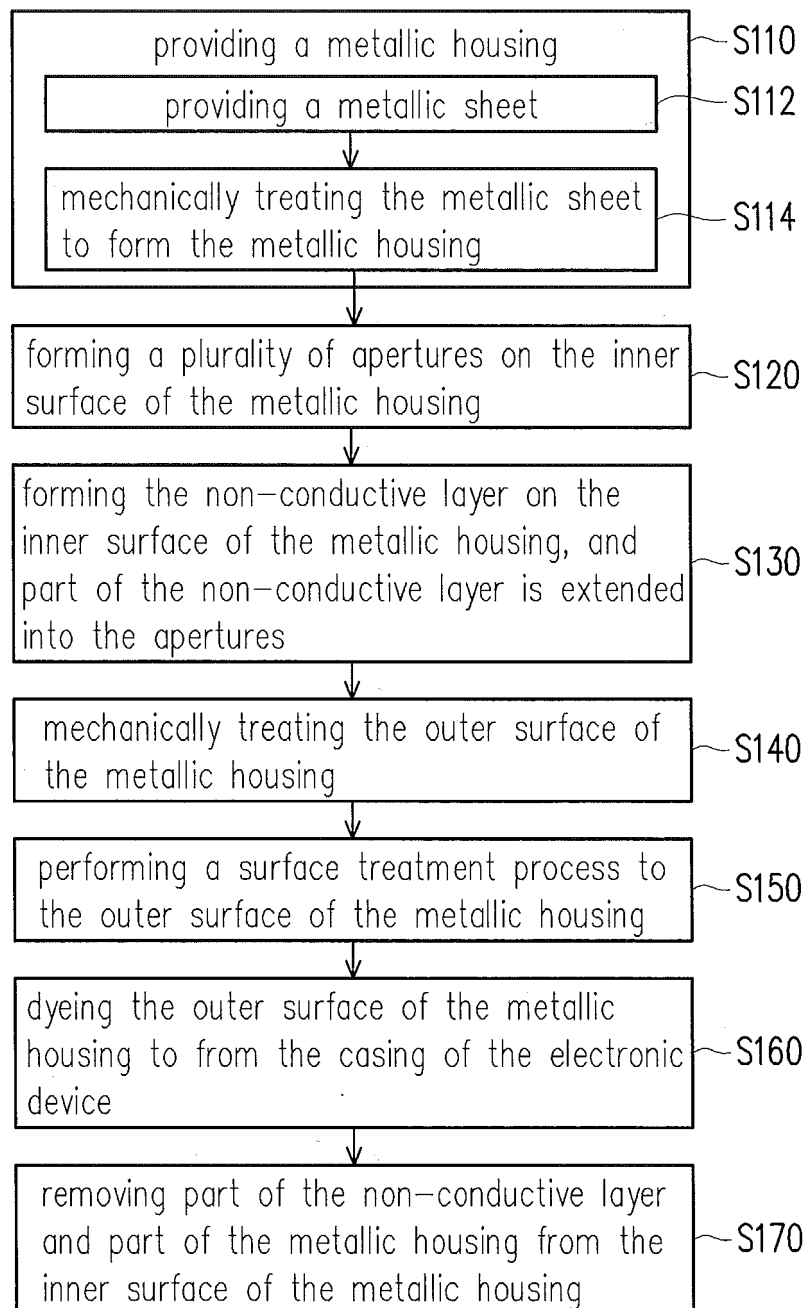 providing a metallic housing
S110
providing a metallic sheet
S112
mechanically treating the metallic sheet
to form the metallic housing
S114
forming a plurality of apertures on the inner
surface of the metallic housing
S120
forming the non-conductive layer on the
inner surface of the metallic housing, and
part of the non-conductive layer is extended
into the apertures
S130
mechanically treating the outer surface of
the metallic housing
S140
performing a surface treatment process to
the outer surface of the metallic housing
S150
dyeing the outer surface of the metallic
housing to from the casing of the electronic
device
S160
removing part of the non-conductive layer
and part of the metallic housing from the
inner surface of the metallic housing
S170